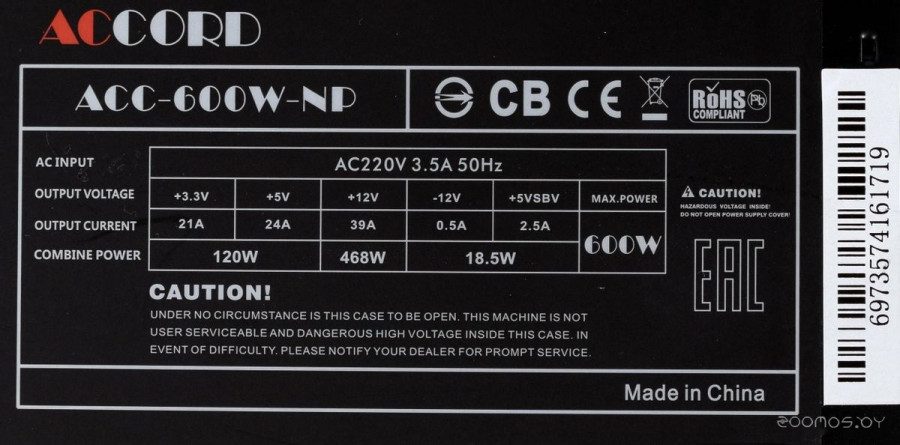 ACCORD
ACC-600W-NP
CB CE
RoHS Pb
COMPLIANT
AC INPUT AC220V 3.5A 50Hz
OUTPUT VOLTAGE +3.3V +5V +12V -12V +5VSBV MAX.POWER
OUTPUT CURRENT 21A 24A 39A 0.5A 2.5A 600W
COMBINE POWER 120W 468W 18.5W
CAUTION!
HAZARDOUS VOLTAGE INSIDE!
DO NOT OPEN POWER SUPPLY COVER!
EAC
CAUTION!
UNDER NO CIRCUMSTANCE IS THIS CASE TO BE OPEN. THIS MACHINE IS NOT
USER SERVICEABLE AND DANGEROUS HIGH VOLTAGE INSIDE THIS CASE. IN
EVENT OF DIFFICULTY. PLEASE NOTIFY YOUR DEALER FOR PROMPT SERVICE.
Made in China
6973574161719
ZOOMOS.BY